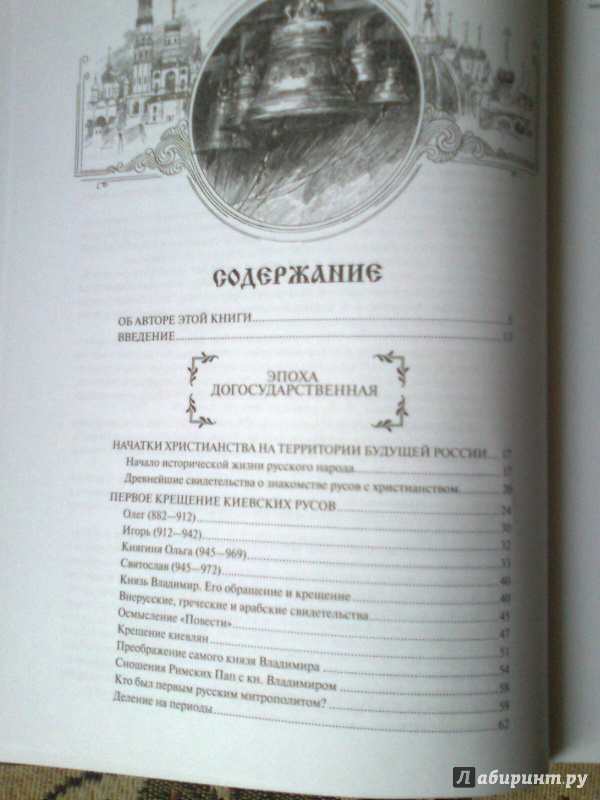 СОДЕРЖАНИЕ
ОБ АВТОРЕ ЭТОЙ КНИГИ.......... 5
ВВЕДЕНИЕ.......... 13
ЭПОХА
ДОГОСУДАРСТВЕННАЯ
НАЧАТКИ ХРИСТИАНСТВА НА ТЕРРИТОРИИ БУДУЩЕЙ РОССИИ..... 17
Начало исторической жизни русского народа.......... 17
Древнейшие свидетельства о знакомстве русов с христианством..... 20
ПЕРВОЕ КРЕЩЕНИЕ КИЕВСКИХ РУСОВ.......... 24
Олег (882—912).......... 30
Игорь (912—942).......... 32
Княгиня Ольга (945—969).......... 33
Святослав (945—972).......... 40
Князь Владимир. Его обращение и крещение.......... 40
Внерусские, греческие и арабские свидетельства.......... 45
Осмысление «Повести».......... 47
Крещение киевлян.......... 51
Преображение самого князя Владимира.......... 54
Сношения Римских Пап с кн. Владимиром.......... 58
Кто был первым русским митрополитом?.......... 59
Деление на периоды.......... 62
Лабиринт.ру